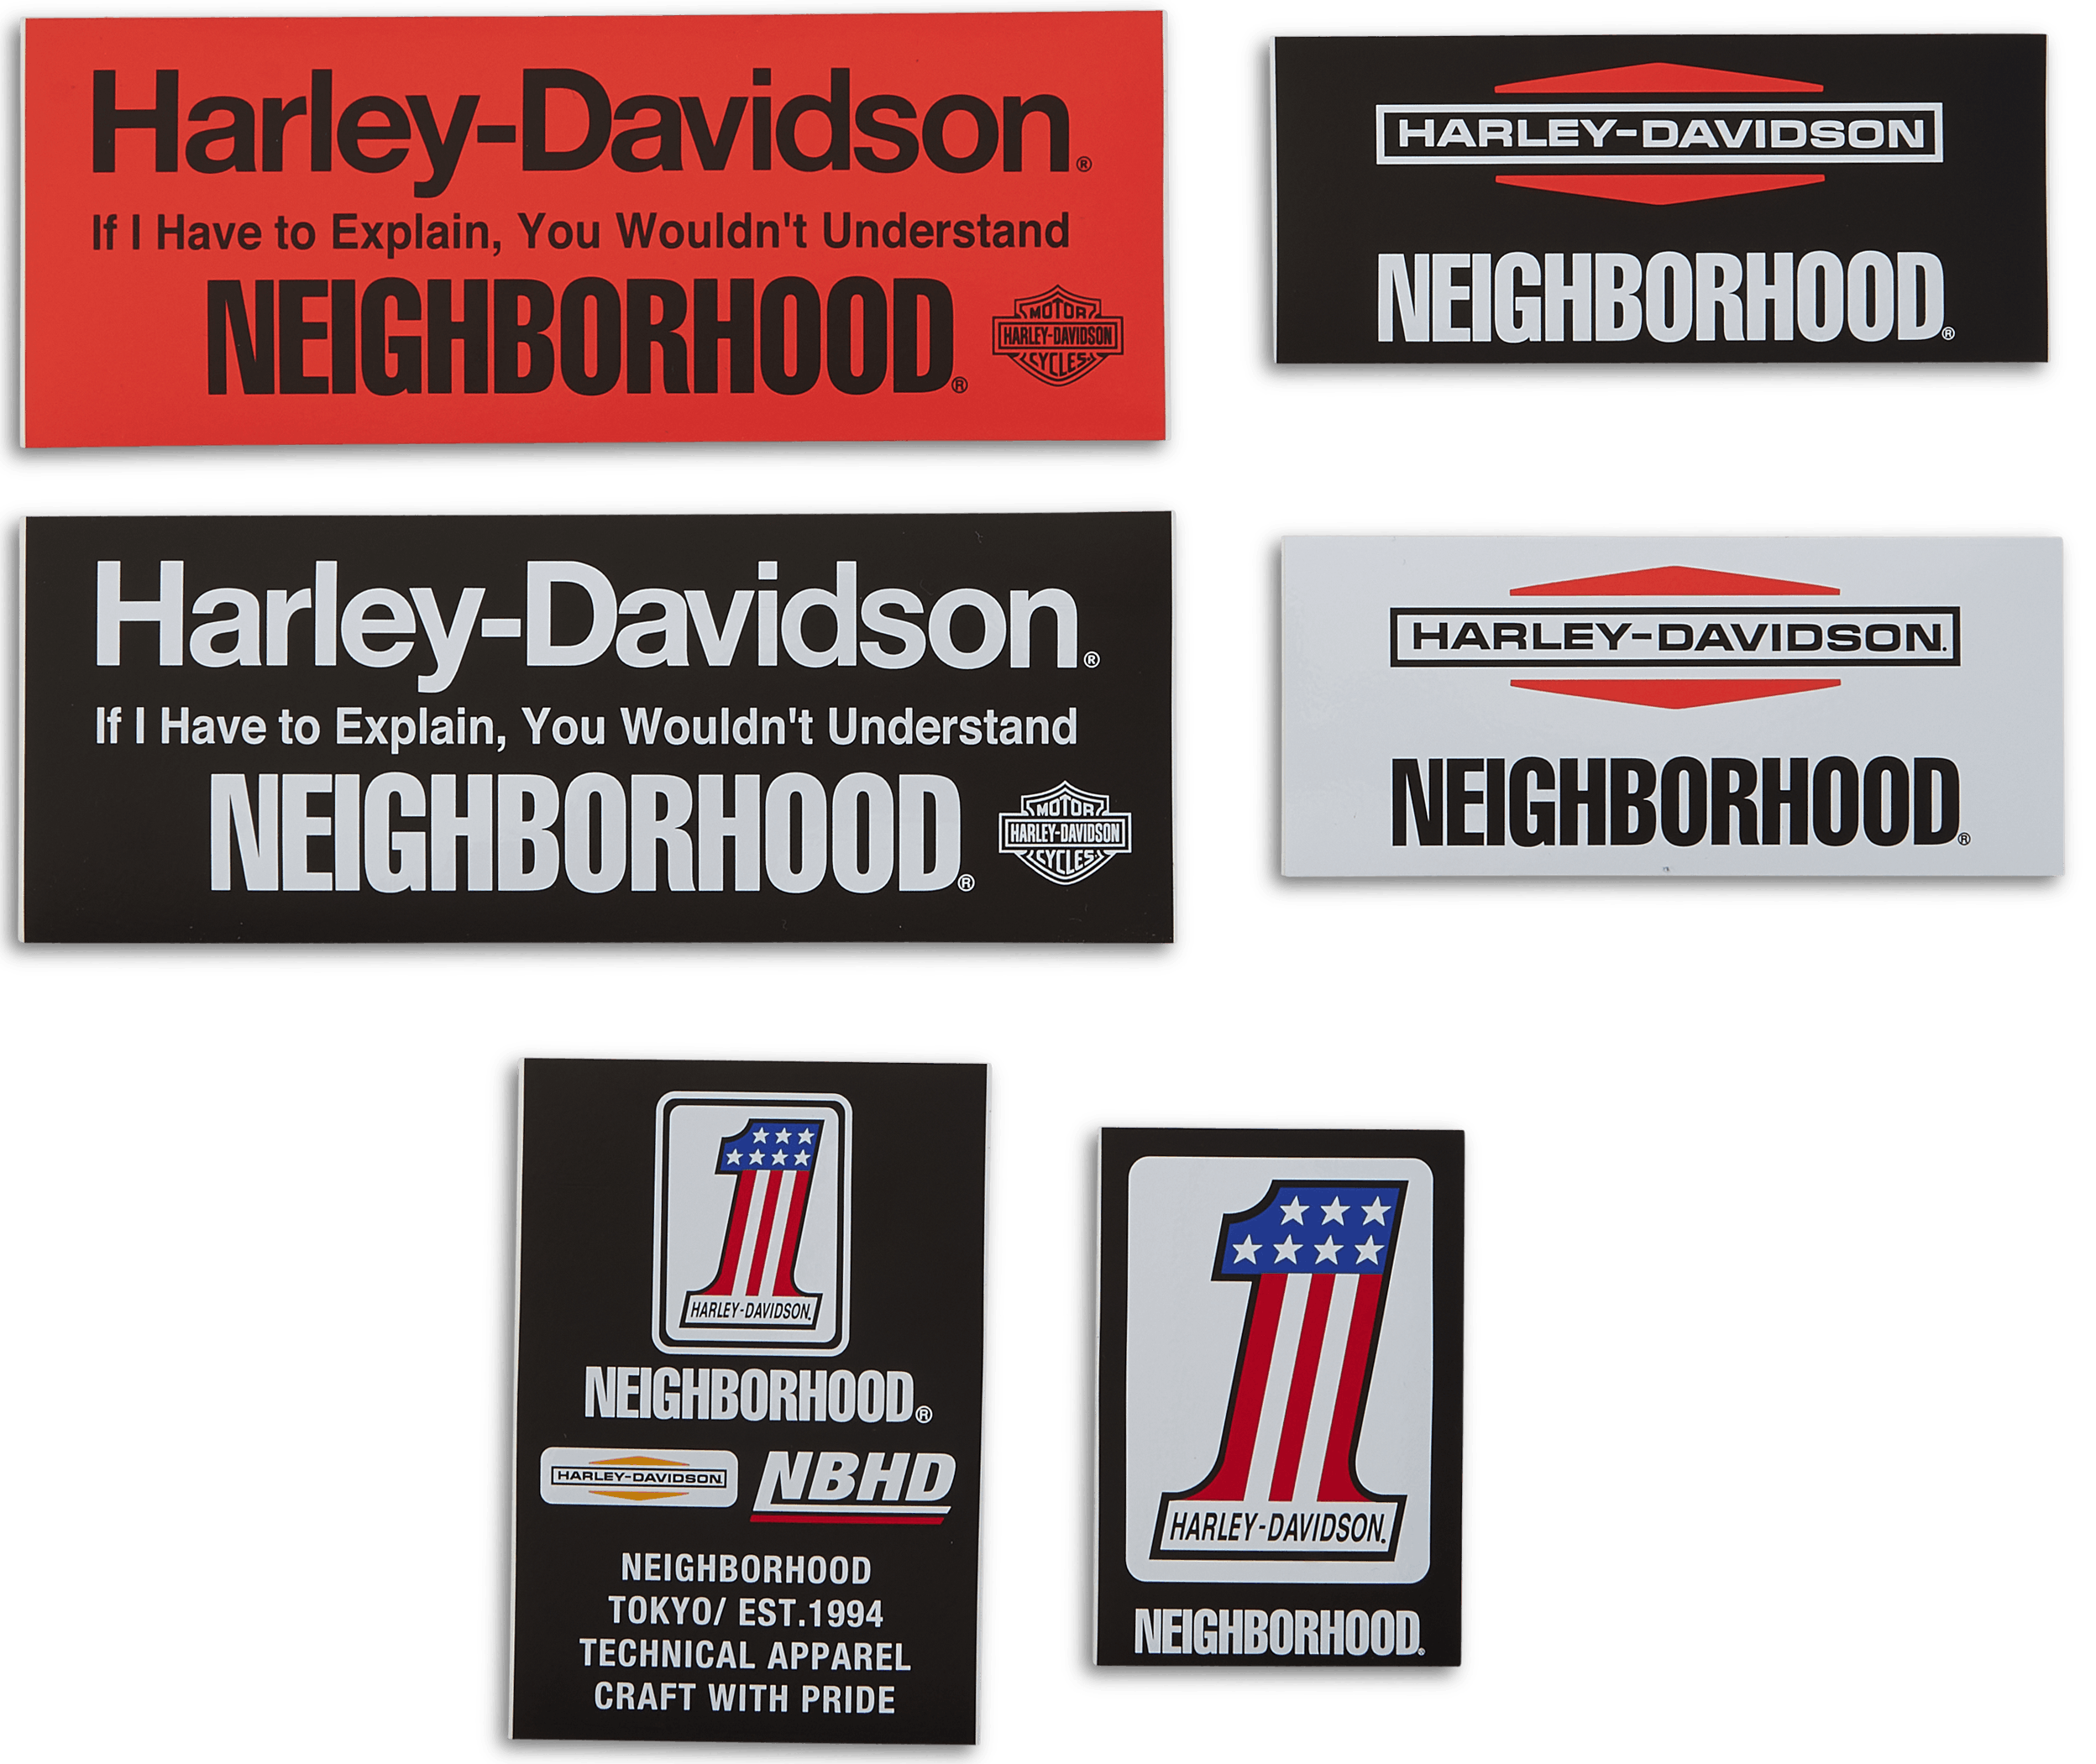 Harley-Davidson®
If I Have to Explain, You Wouldn't Understand
NEIGHBORHOOD®
MOTOR
HARLEY-DAVIDSON
CYCLES
HARLEY-DAVIDSON
NEIGHBORHOOD®
Harley-Davidson®
If I Have to Explain, You Wouldn't Understand
NEIGHBORHOOD®
MOTOR
HARLEY-DAVIDSON
CYCLES
HARLEY-DAVIDSON.
NEIGHBORHOOD®
1
HARLEY-DAVIDSON.
NEIGHBORHOOD®
HARLEY-DAVIDSON
NBHD
NEIGHBORHOOD
TOKYO/ EST.1994
TECHNICAL APPAREL
CRAFT WITH PRIDE
1
HARLEY-DAVIDSON.
NEIGHBORHOOD®